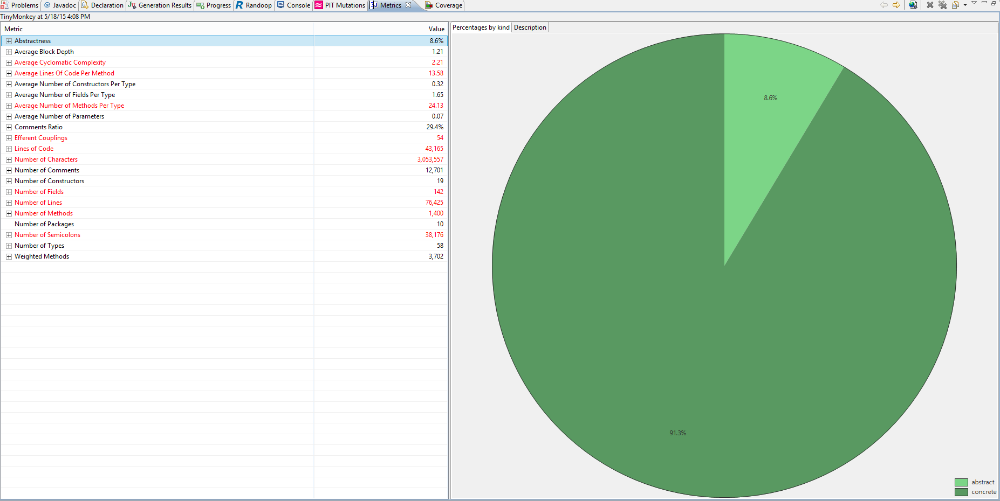 Problems @ Javadoc Declaration Generation Results Progress Randoop Console PIT Mutations Metrics Coverage
TinyMonkey at 5/18/15 4:08 PM
Metric Value
Abstractness 8.6%
Average Block Depth 1.21
Average Cyclomatic Complexity 2.21
Average Lines Of Code Per Method 13.58
Average Number of Constructors Per Type 0.32
Average Number of Fields Per Type 1.65
Average Number of Methods Per Type 24.13
Average Number of Parameters 0.07
Comments Ratio 29.4%
Efferent Couplings 54
Lines of Code 43,165
Number of Characters 3,053,557
Number of Comments 12,701
Number of Constructors 19
Number of Fields 142
Number of Lines 76,425
Number of Methods 1,400
Number of Packages 10
Number of Semicolons 38,176
Number of Types 58
Weighted Methods 3,702
Percentages by kind Description
8.6%
91.3%
abstract
concrete